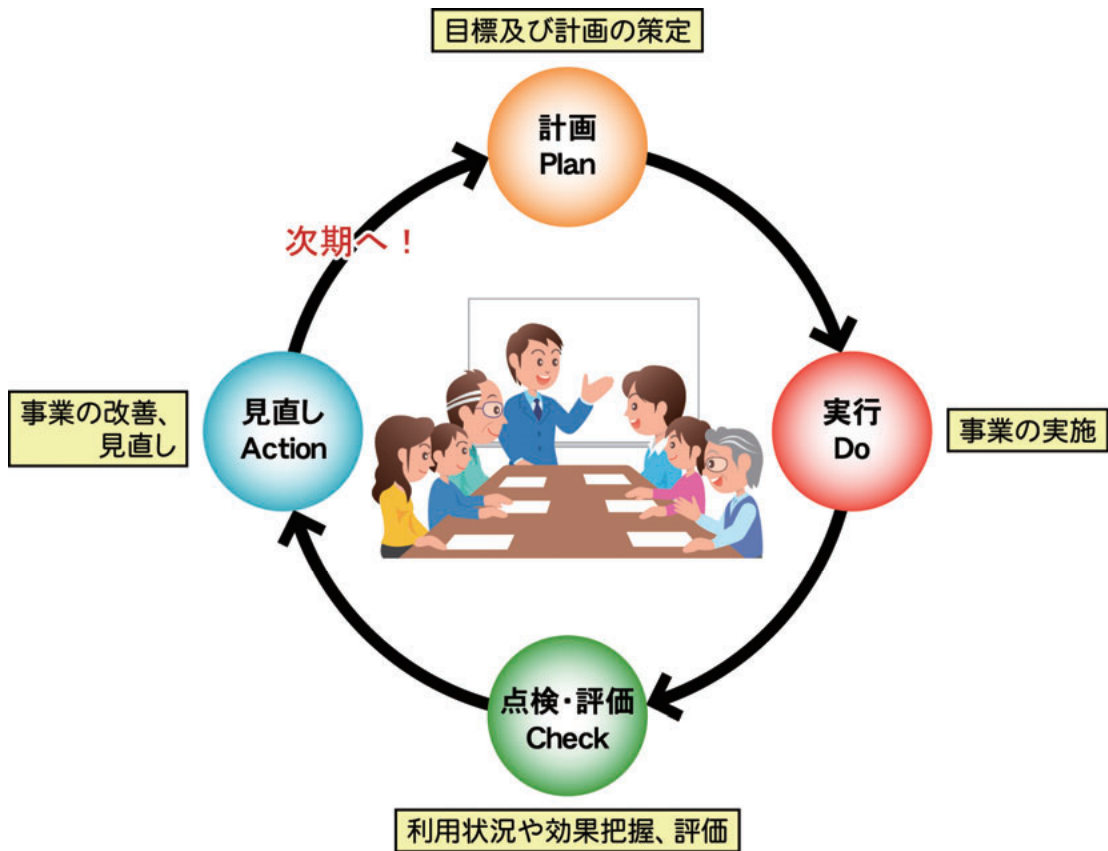 目標及び計画の策定
計画
Plan
次期へ！
実行
Do
事業の実施
点検・評価
Check
利用状況や効果把握、評価
見直し
Action
事業の改善、
見直し